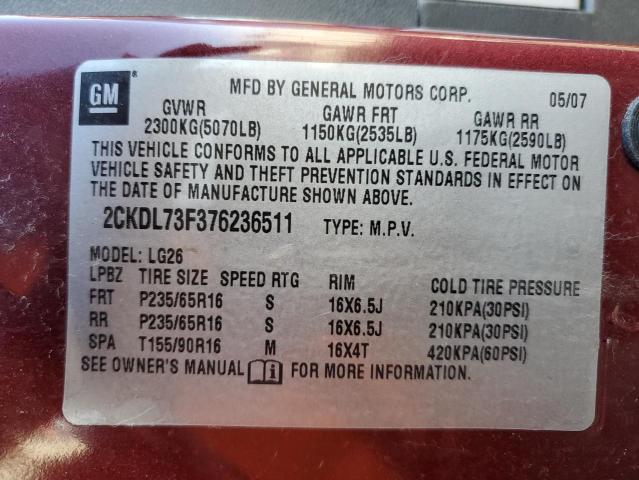 GM ®
MFD BY GENERAL MOTORS CORP. 05/07
GVWR GAWR FRT GAWR RR
2300KG(5070LB) 1150KG(2535LB) 1175KG(2590LB)
THIS VEHICLE CONFORMS TO ALL APPLICABLE U.S. FEDERAL MOTOR
VEHICLE SAFETY AND THEFT PREVENTION STANDARDS IN EFFECT ON
THE DATE OF MANUFACTURE SHOWN ABOVE.
2CKDL73F376236511 TYPE: M.P.V.
MODEL: LG26
LPBZ TIRE SIZE SPEED RTG RIM COLD TIRE PRESSURE
FRT P235/65R16 S 16X6.5J 210KPA(30PSI)
RR P235/65R16 S 16X6.5J 210KPA(30PSI)
SPA T155/90R16 M 16X4T 420KPA(60PSI)
SEE OWNER'S MANUAL i FOR MORE INFORMATION.